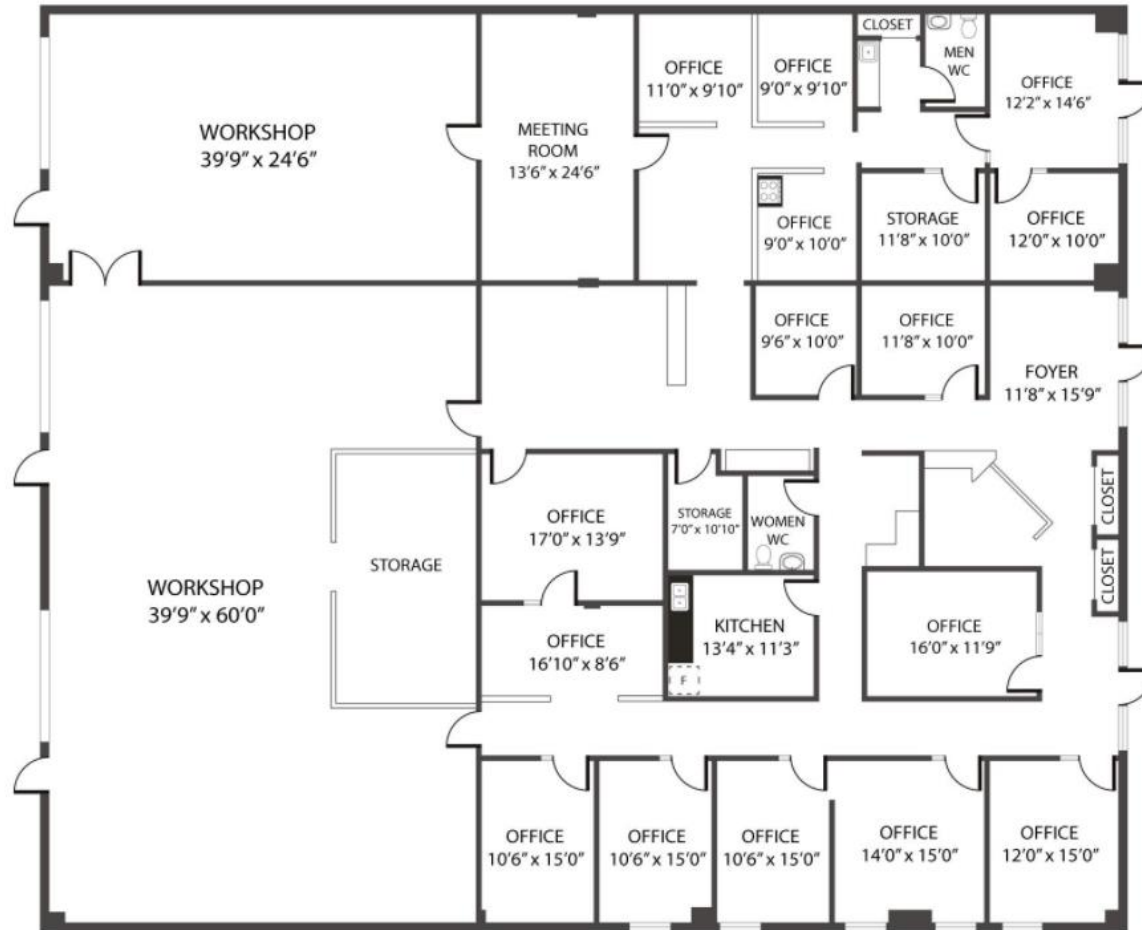 CLOSET
MEN
WC
OFFICE
11'0" x 9'10"
OFFICE
9'0" x 9'10"
OFFICE
12'2" x 14'6"
WORKSHOP
39'9" x 24'6"
MEETING
ROOM
13'6" x 24'6"
OFFICE
9'0" x 10'0"
STORAGE
11'8" x 10'0"
OFFICE
12'0" x 10'0"
OFFICE
9'6" x 10'0"
OFFICE
11'8" x 10'0"
FOYER
11'8" x 15'9"
CLOSET
CLOSET
OFFICE
17'0" x 13'9"
STORAGE
7'0" x 10'10"
WOMEN
WC
STORAGE
WORKSHOP
39'9" x 60'0"
OFFICE
16'10" x 8'6"
KITCHEN
13'4" x 11'3"
F
OFFICE
16'0" x 11'9"
OFFICE
10'6" x 15'0"
OFFICE
10'6" x 15'0"
OFFICE
10'6" x 15'0"
OFFICE
14'0" x 15'0"
OFFICE
12'0" x 15'0"